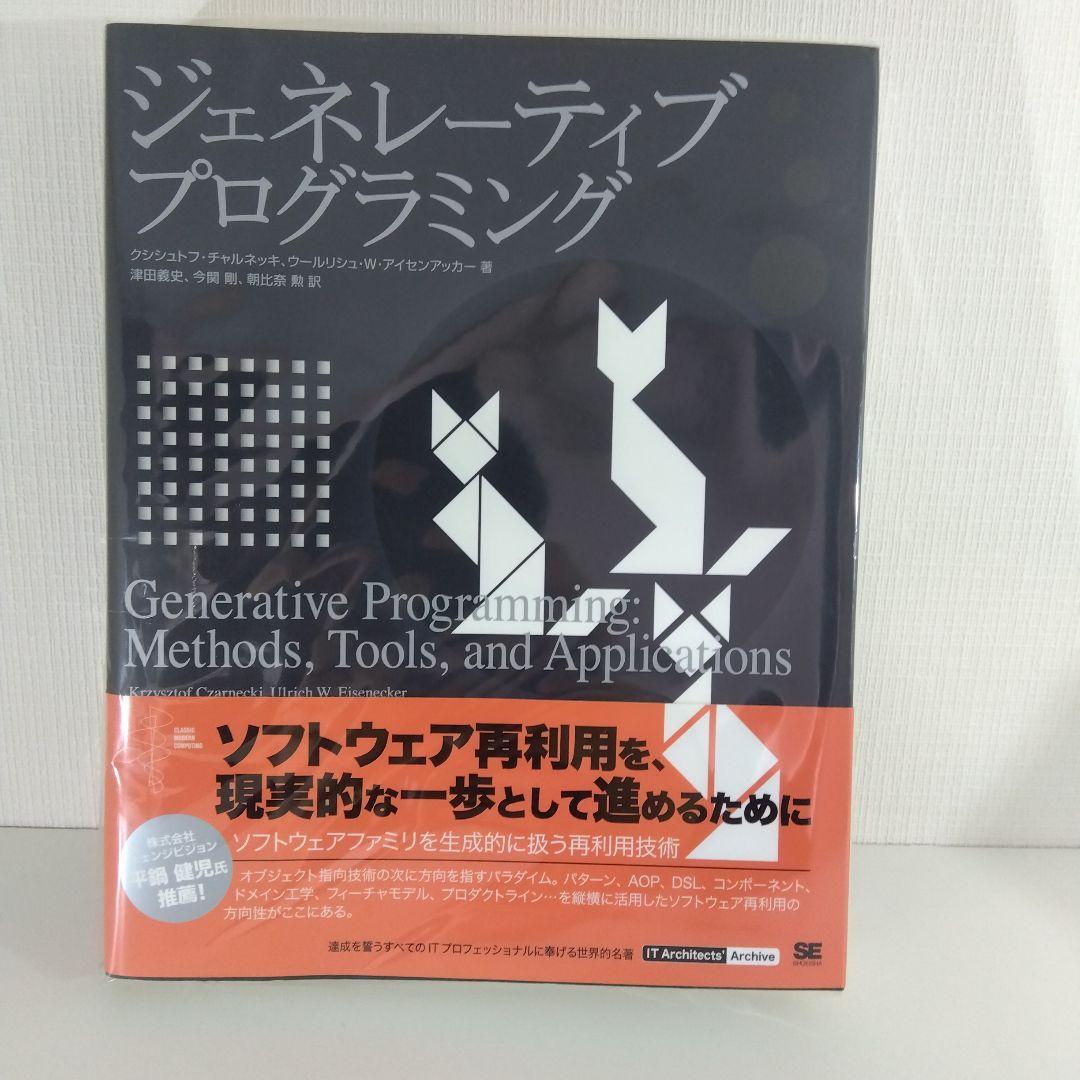 ジェネレーティブ
プログラミング
クシシュトフ・チャルネッキ、ウールリシュ・W・アイセンアッカー 著
津田義史、今関 剛、朝比奈 勲 訳
Generative Programming:
Methods, Tools, and Applications
Krzysztof Czarnecki, Ulrich W. Eisenecker
CLASSIC
MODERN
COMPUTING
ソフトウェア再利用を、
現実的な一歩として進めるために
ソフトウェアファミリを生成的に扱う再利用技術
株式会社
ェンジビジョン
平鍋 健児氏
推薦!
オブジェクト指向技術の次に方向を指すパラダイム。パターン、AOP、DSL、コンポーネント、
ドメイン工学、フィーチャモデル、プロダクトライン…を縦横に活用したソフトウェア再利用の
方向性がここにある。
達成を誓うすべてのITプロフェッショナルに奉げる世界的名著
IT Architects' Archive
SE
SHOEISHA